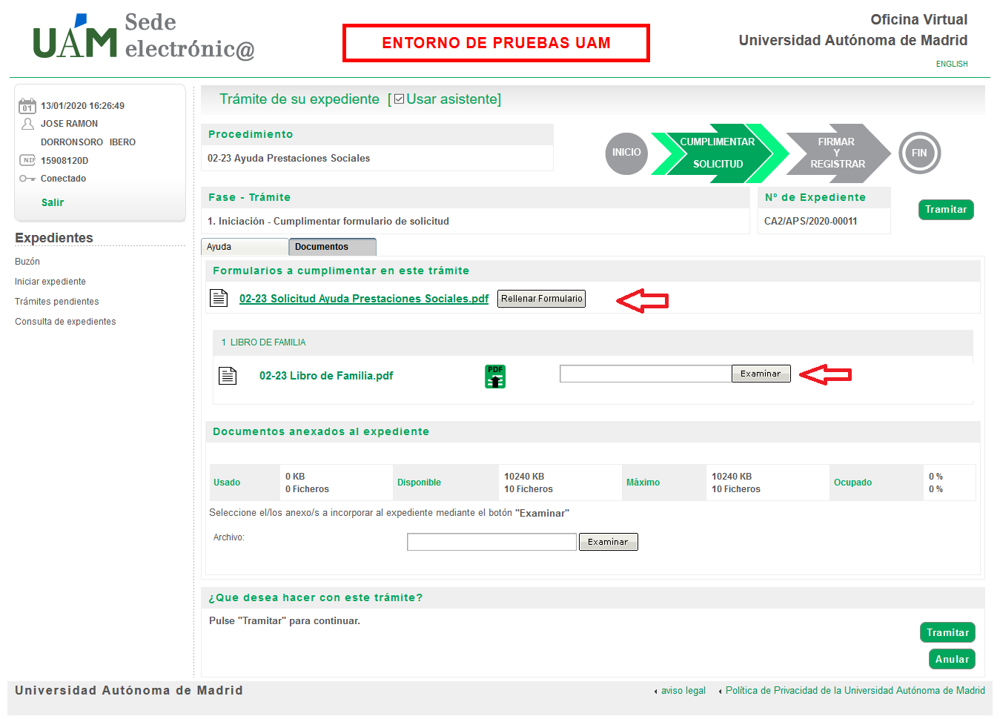 UAM Sede
electrónic@
ENTORNO DE PRUEBAS UAM
Oficina Virtual
Universidad Autónoma de Madrid
ENGLISH
01 13/01/2020 16:26:49
JOSE RAMON
DORRONSORO IBERO
NIF 15908120D
Conectado
Salir
Expedientes
Buzón
Iniciar expediente
Trámites pendientes
Consulta de expedientes
Trámite de su expediente [ Usar asistente]
Procedimiento
02-23 Ayuda Prestaciones Sociales
INICIO
CUMPLIMENTAR
SOLICITUD
FIRMAR
Y
REGISTRAR
FIN
Fase - Trámite
1. Iniciación - Cumplimentar formulario de solicitud
Nº de Expediente
CA2/APS/2020-00011
Tramitar
Ayuda
Documentos
Formularios a cumplimentar en este trámite
02-23 Solicitud Ayuda Prestaciones Sociales.pdf Rellenar Formulario
1 LIBRO DE FAMILIA
02-23 Libro de Familia.pdf PDF Examinar
Documentos anexados al expediente
Usado 0 KB
0 Ficheros
Disponible 10240 KB
10 Ficheros
Máximo 10240 KB
10 Ficheros
Ocupado 0 %
0 %
Seleccione el/los anexo/s a incorporar al expediente mediante el botón "Examinar"
Archivo: Examinar
¿Que desea hacer con este trámite?
Pulse "Tramitar" para continuar.
Tramitar
Anular
Universidad Autónoma de Madrid
aviso legal Política de Privacidad de la Universidad Autónoma de Madrid